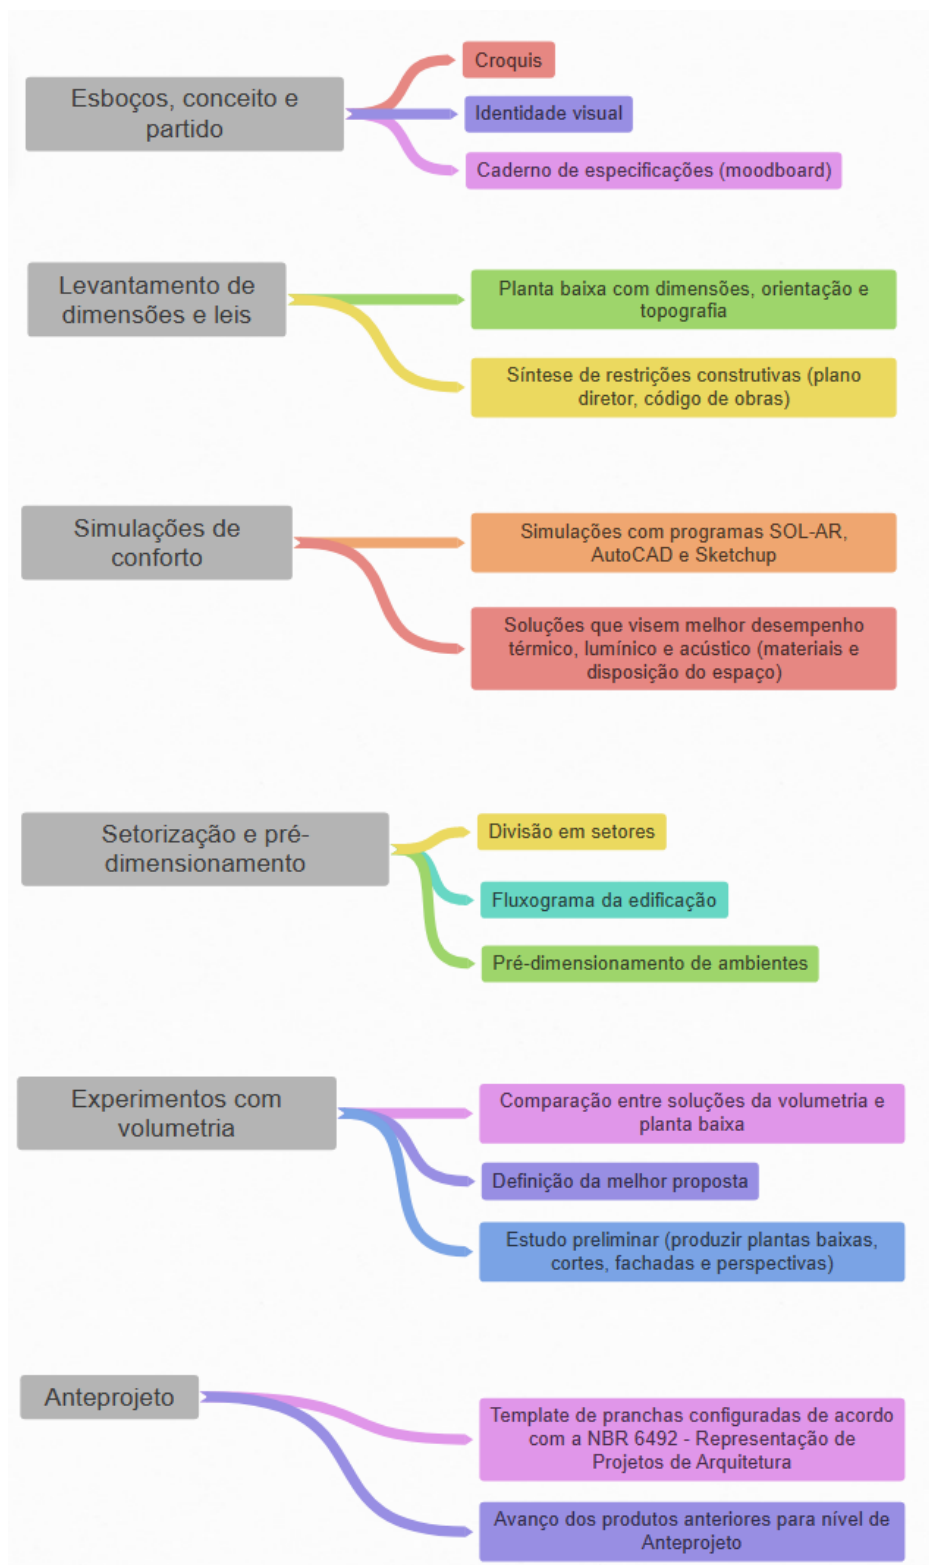 Esboços, conceito e
partido
Croquis
Identidade visual
Caderno de especificações (moodboard)
Levantamento de
dimensões e leis
Planta baixa com dimensões, orientação e
topografia
Síntese de restrições construtivas (plano
diretor, código de obras)
Simulações de
conforto
Simulações com programas SOL-AR,
AutoCAD e Sketchup
Soluções que visem melhor desempenho
térmico, lumínico e acústico (materiais e
disposição do espaço)
Setorização e pré-
dimensionamento
Divisão em setores
Fluxograma da edificação
Pré-dimensionamento de ambientes
Experimentos com
volumetria
Comparação entre soluções da volumetria e
planta baixa
Definição da melhor proposta
Estudo preliminar (produzir plantas baixas,
cortes, fachadas e perspectivas)
Anteprojeto
Template de pranchas configuradas de acordo
com a NBR 6492 - Representação de
Projetos de Arquitetura
Avanço dos produtos anteriores para nível de
Anteprojeto